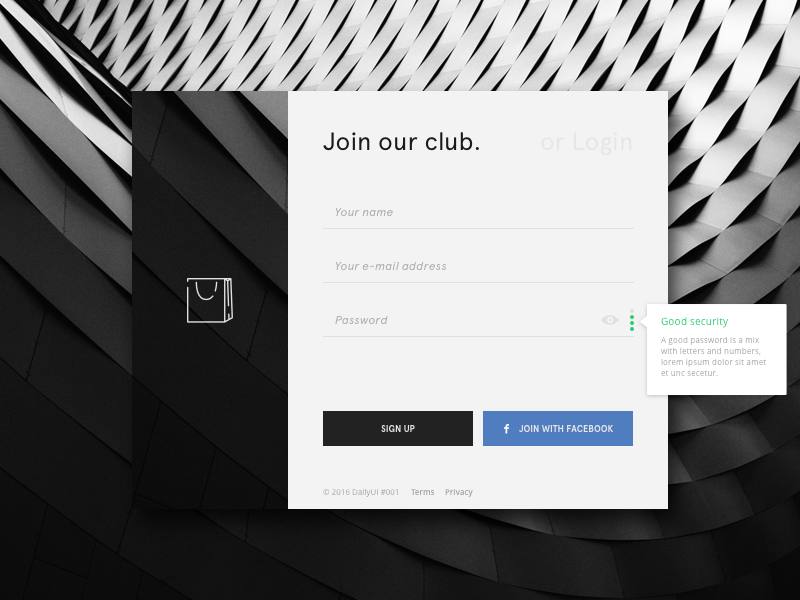 Join our club. or Login
Your name
Your e-mail address
Password
Good security
A good password is a mix
with letters and numbers,
lorem ipsum dolor sit amet
et unc secetur.
SIGN UP
f JOIN WITH FACEBOOK
© 2016 DailyUI #001 Terms Privacy